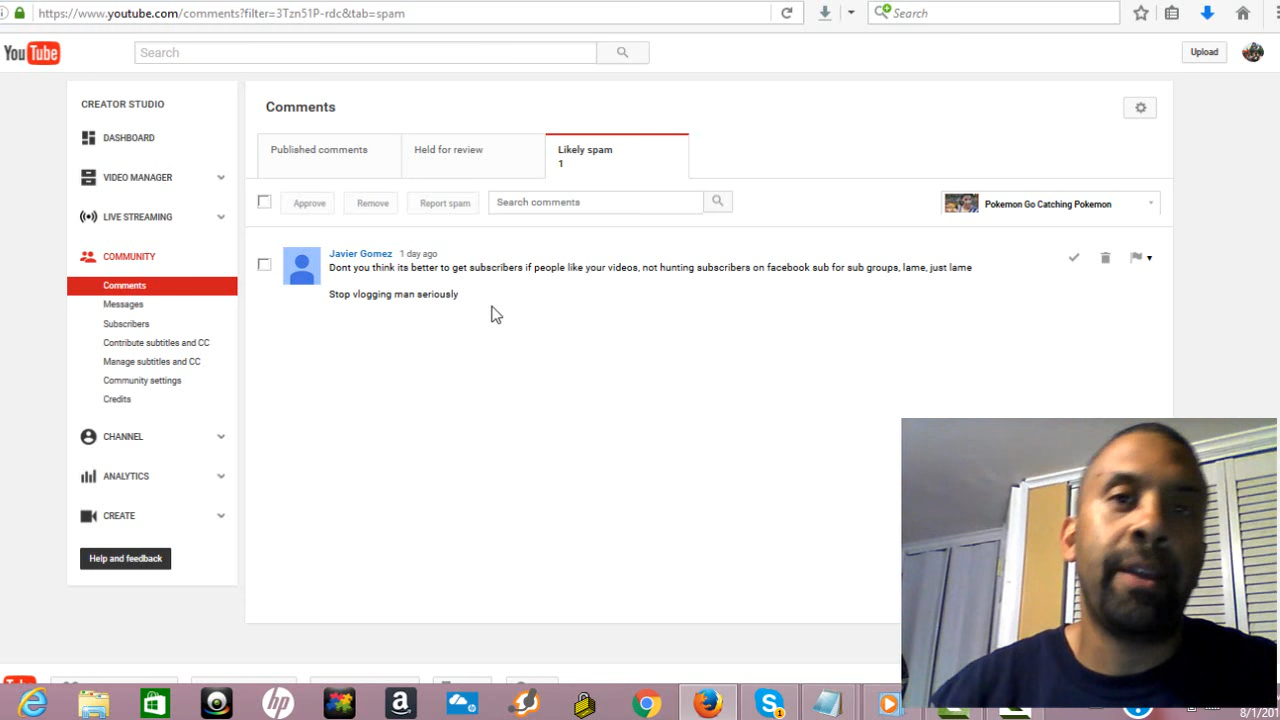 https://www.youtube.com/comments?filter=3Tzn51P-rdc&tab=spam
Search
YouTube
Search
Upload
CREATOR STUDIO
DASHBOARD
VIDEO MANAGER
LIVE STREAMING
COMMUNITY
Comments
Messages
Subscribers
Contribute subtitles and CC
Manage subtitles and CC
Community settings
Credits
CHANNEL
ANALYTICS
CREATE
Help and feedback
Comments
Published comments
Held for review
Likely spam
1
Approve
Remove
Report spam
Search comments
Pokemon Go Catching Pokemon
Javier Gomez 1 day ago
Dont you think its better to get subscribers if people like your videos, not hunting subscribers on facebook sub for sub groups, lame, just lame
Stop vlogging man seriously
hp
a
1
8/1/201